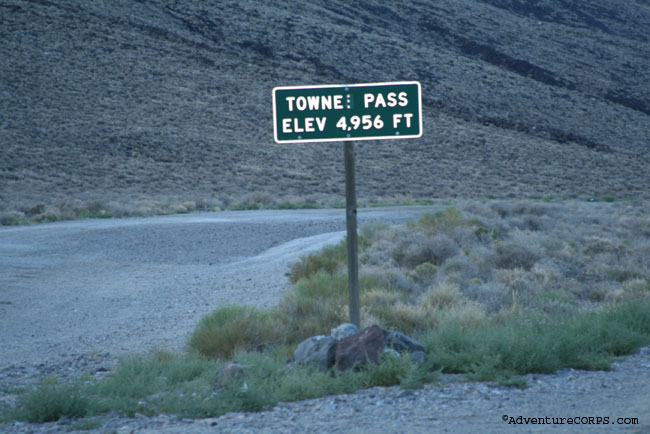 TOWNE PASS
ELEV 4,956 FT
©AdventureCORPS.com